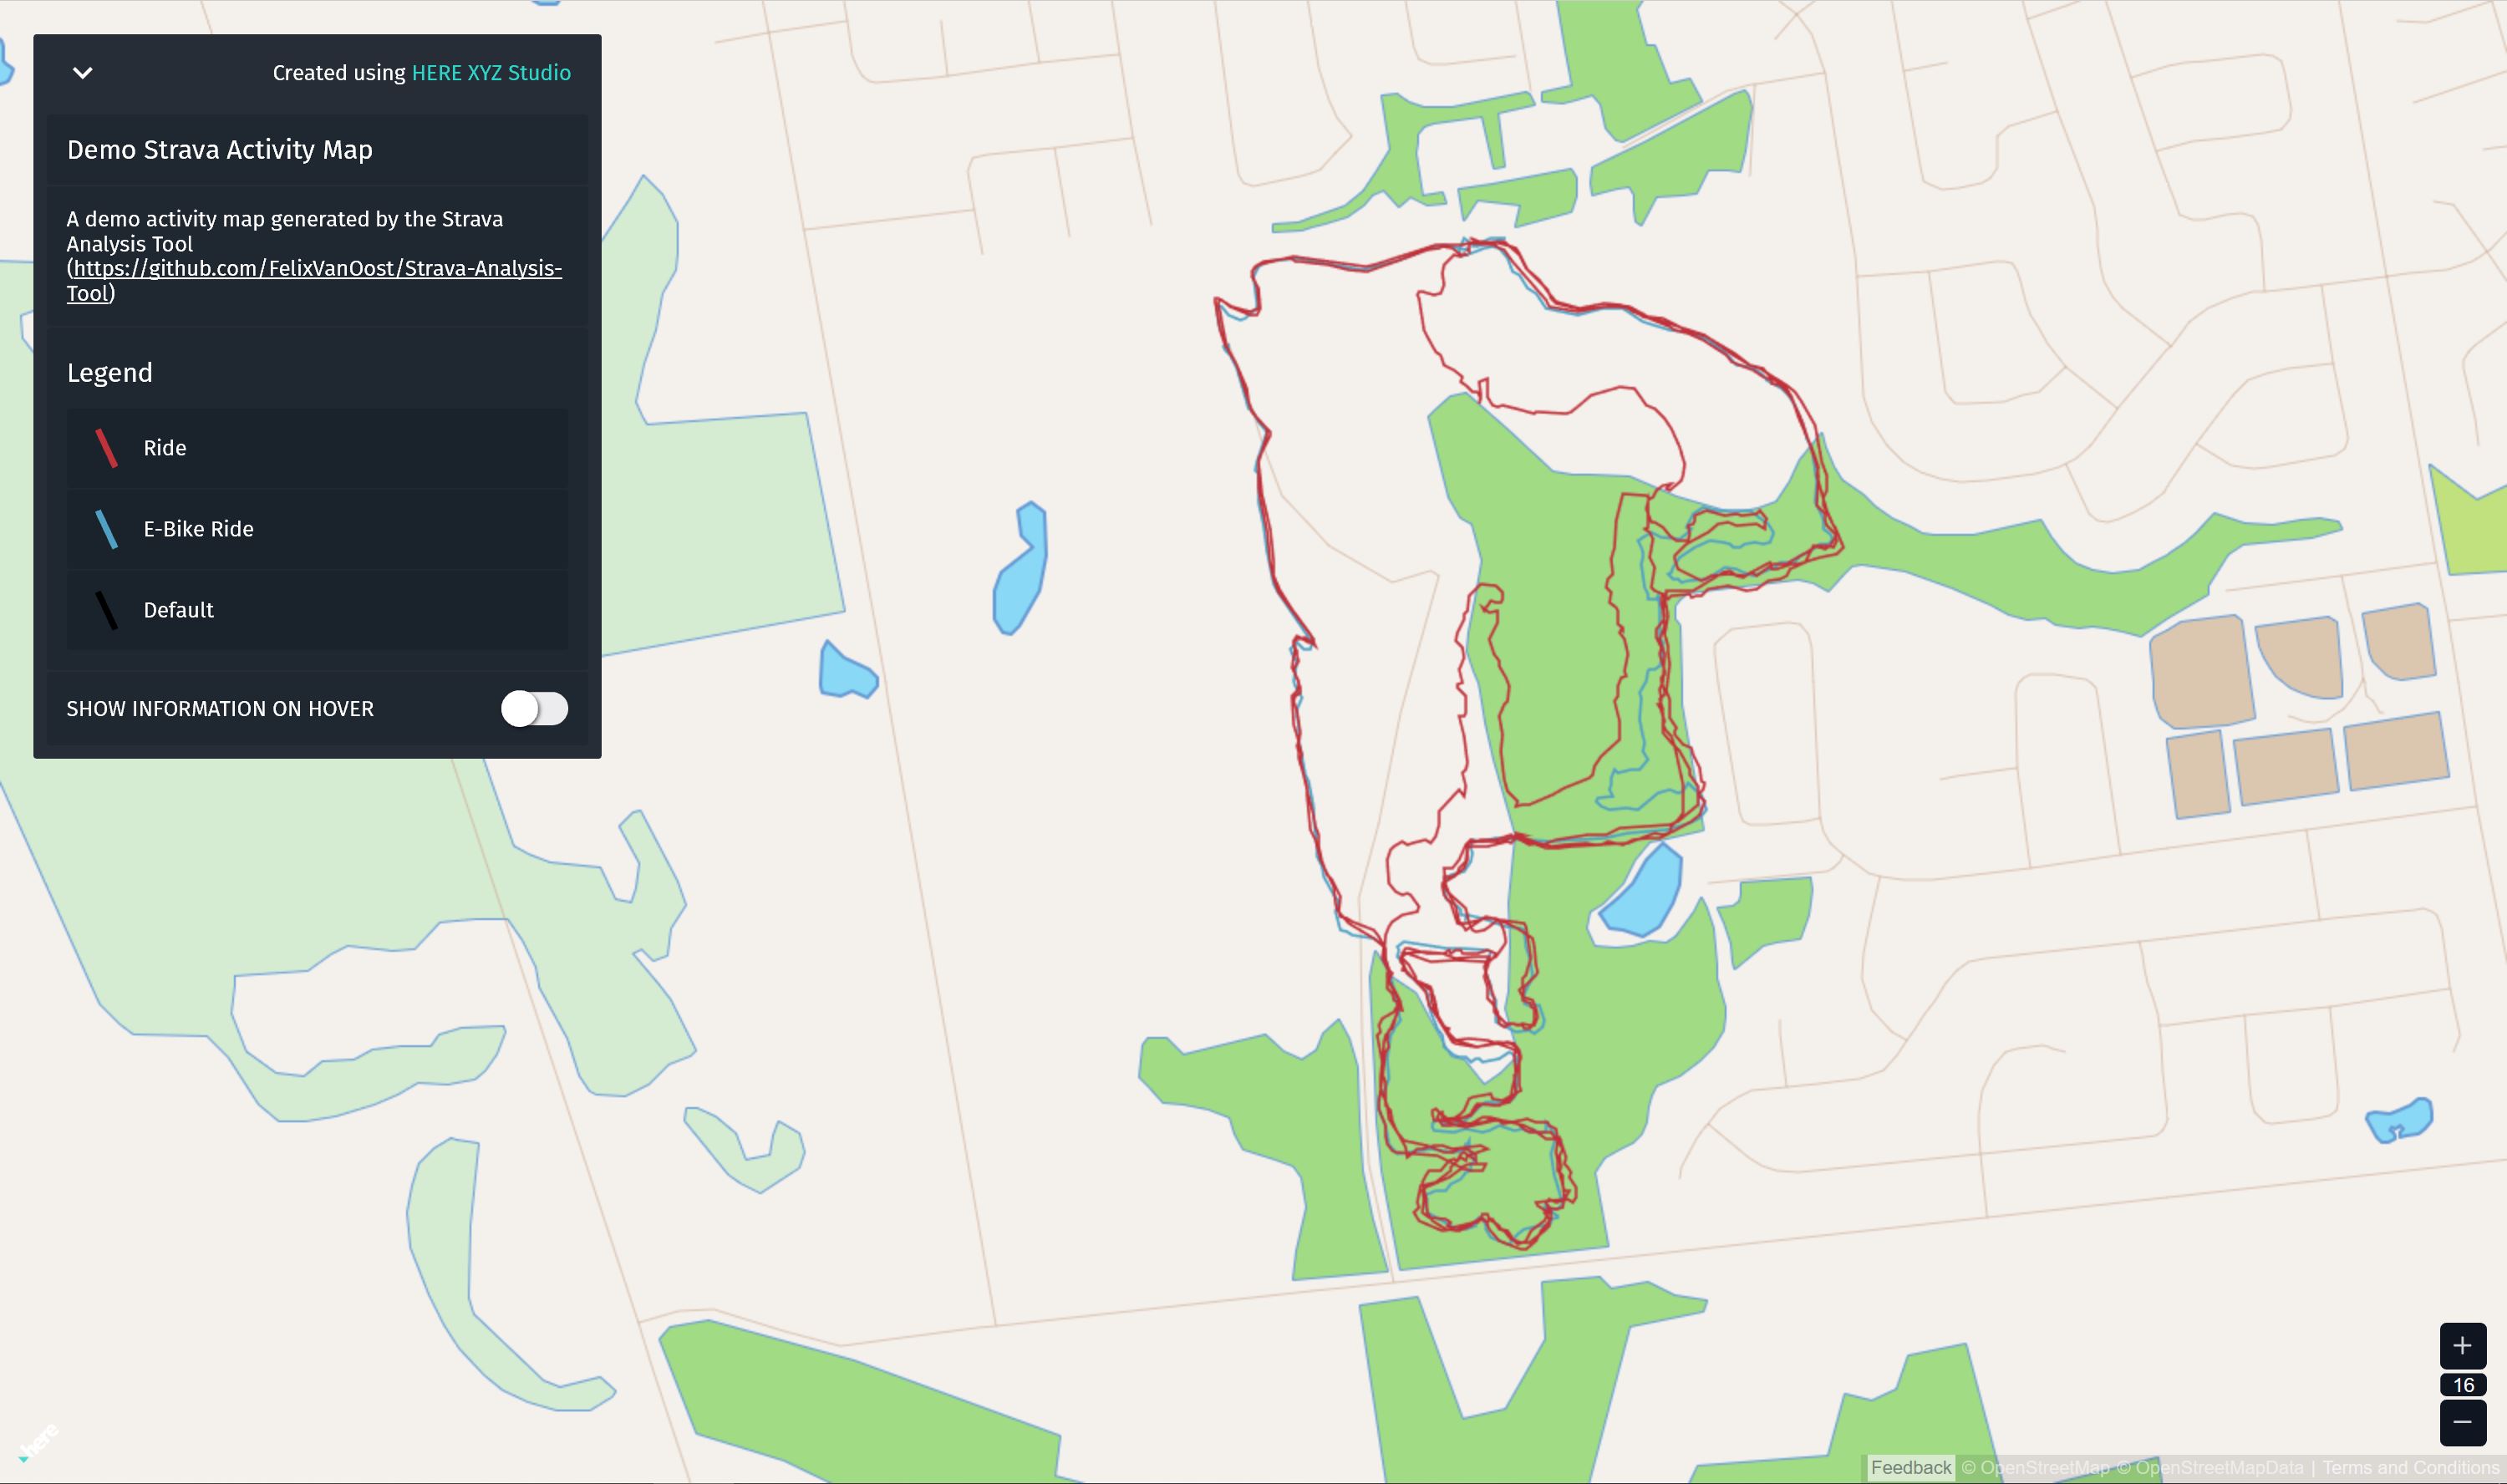 Created using HERE XYZ Studio
Demo Strava Activity Map
A demo activity map generated by the Strava
Analysis Tool
(https://github.com/FelixVanOost/Strava-Analysis-
Tool)
Legend
Ride
E-Bike Ride
Default
SHOW INFORMATION ON HOVER
+
16
−
here
Feedback © OpenStreetMap © OpenStreetMapData | Terms and Conditions